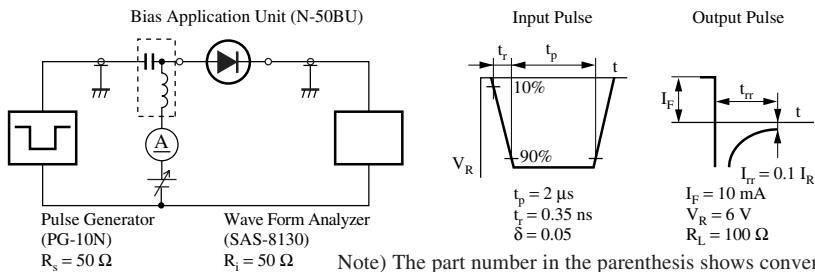 Bias Application Unit (N-50BU)
A
Pulse Generator
(PG-10N)
R_s = 50 Ω
Wave Form Analyzer
(SAS-8130)
R_i = 50 Ω
Input Pulse
t_r
t_p
t
10%
90%
V_R
t_p = 2 μs
t_r = 0.35 ns
δ = 0.05
Output Pulse
I_F
t_rr
t
I_rr = 0.1 I_R
I_F = 10 mA
V_R = 6 V
R_L = 100 Ω
Note) The part number in the parenthesis shows conver